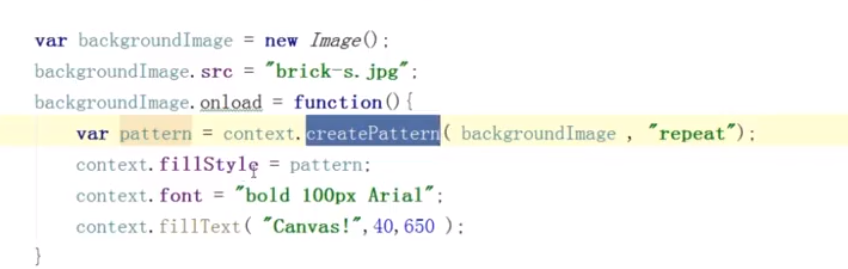 var backgroundImage = new Image();
backgroundImage.src = "brick-s.jpg";
backgroundImage.onload = function(){
var pattern = context.createPattern( backgroundImage , "repeat");
context.fillStyle = pattern;
context.font = "bold 100px Arial";
context.fillText( "Canvas!",40,650 );
}